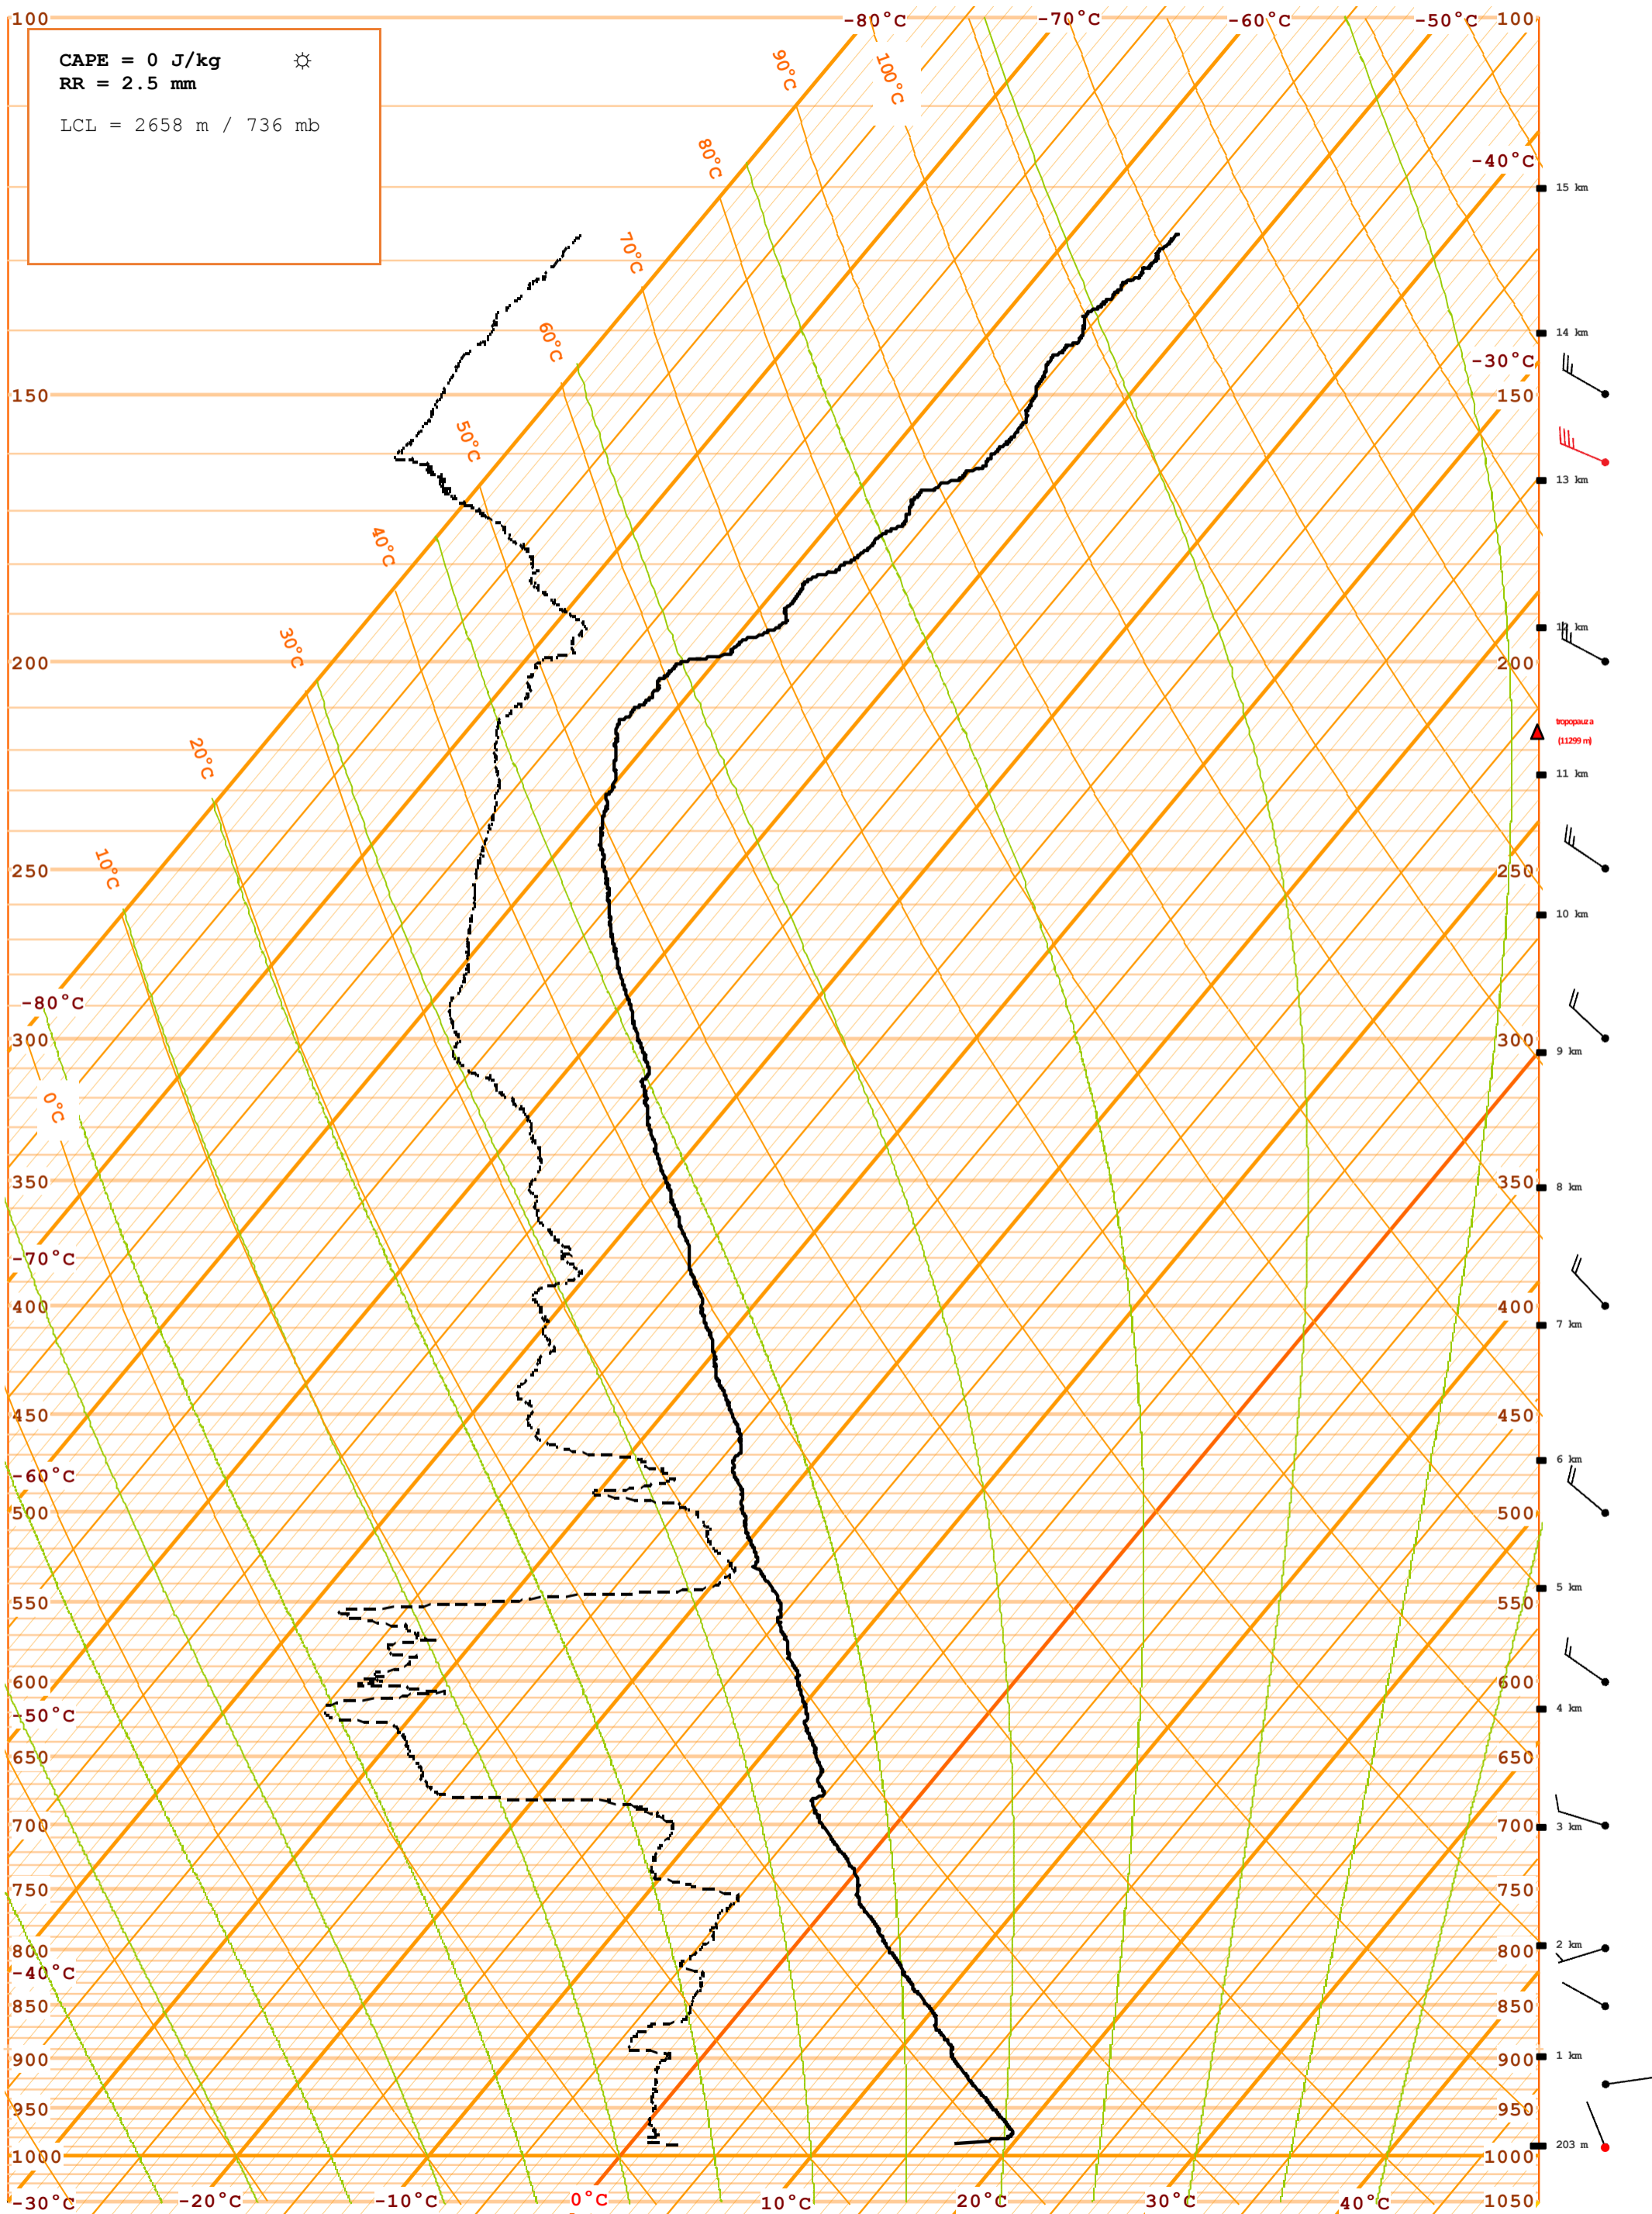 100 -80°C -70°C -60°C -50°C 100
CAPE = 0 J/kg ☼
RR = 2.5 mm
LCL = 2658 m / 736 mb
90°C 100°C
80°C -40°C
15 km
70°C
60°C 14 km
-30°C
150 150
50°C
13 km
40°C
30°C km
200 200
20°C tropopauza
(11299 m)
11 km
10°C 250 250
10 km
-80°C
300 300
9 km
0°C
350 350
8 km
-70°C
400 400
7 km
450 450
6 km
-60°C
500 500
5 km
550 550
600 600
4 km
-50°C
650 650
700 700
3 km
750 750
2 km
800 800
-40°C
850 850
1 km
900 900
950 950
203 m
1000 1000
-30°C -20°C -10°C 0°C 10°C 20°C 30°C 40°C 1050